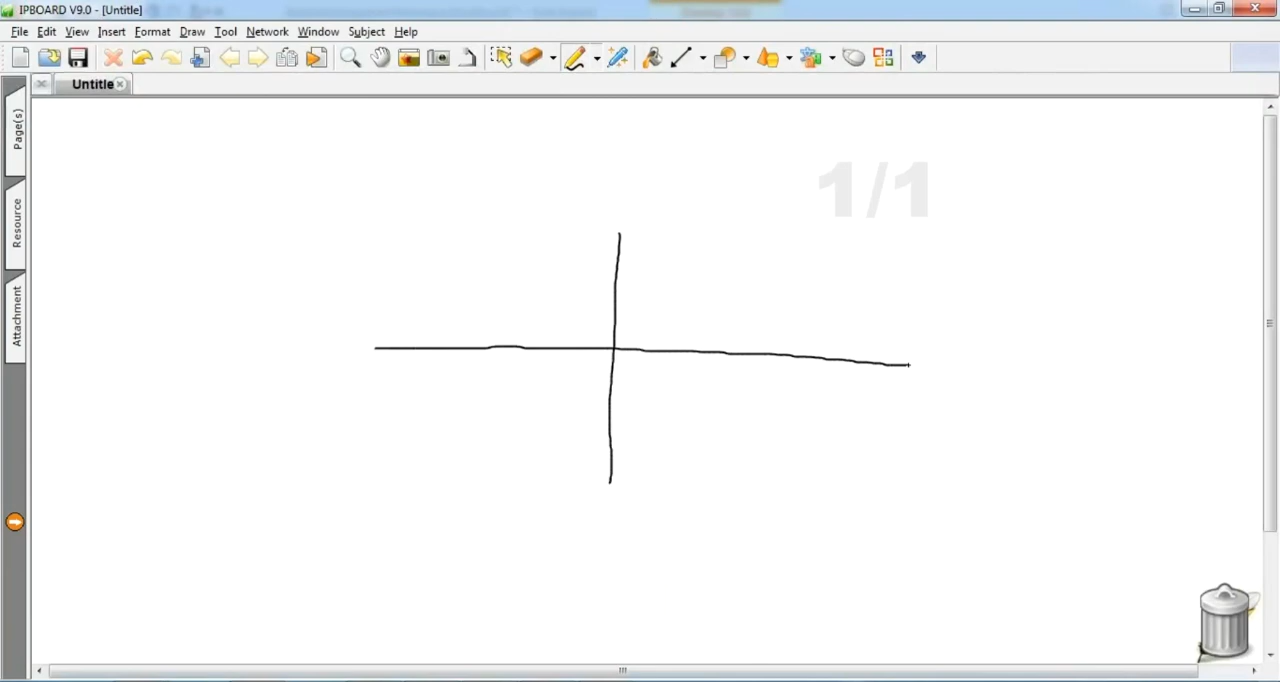 IPBOARD V9.0 - [Untitle]
File Edit View Insert Format Draw Tool Network Window Subject Help
Untitle
1/1
Page(s)
Resource
Attachment